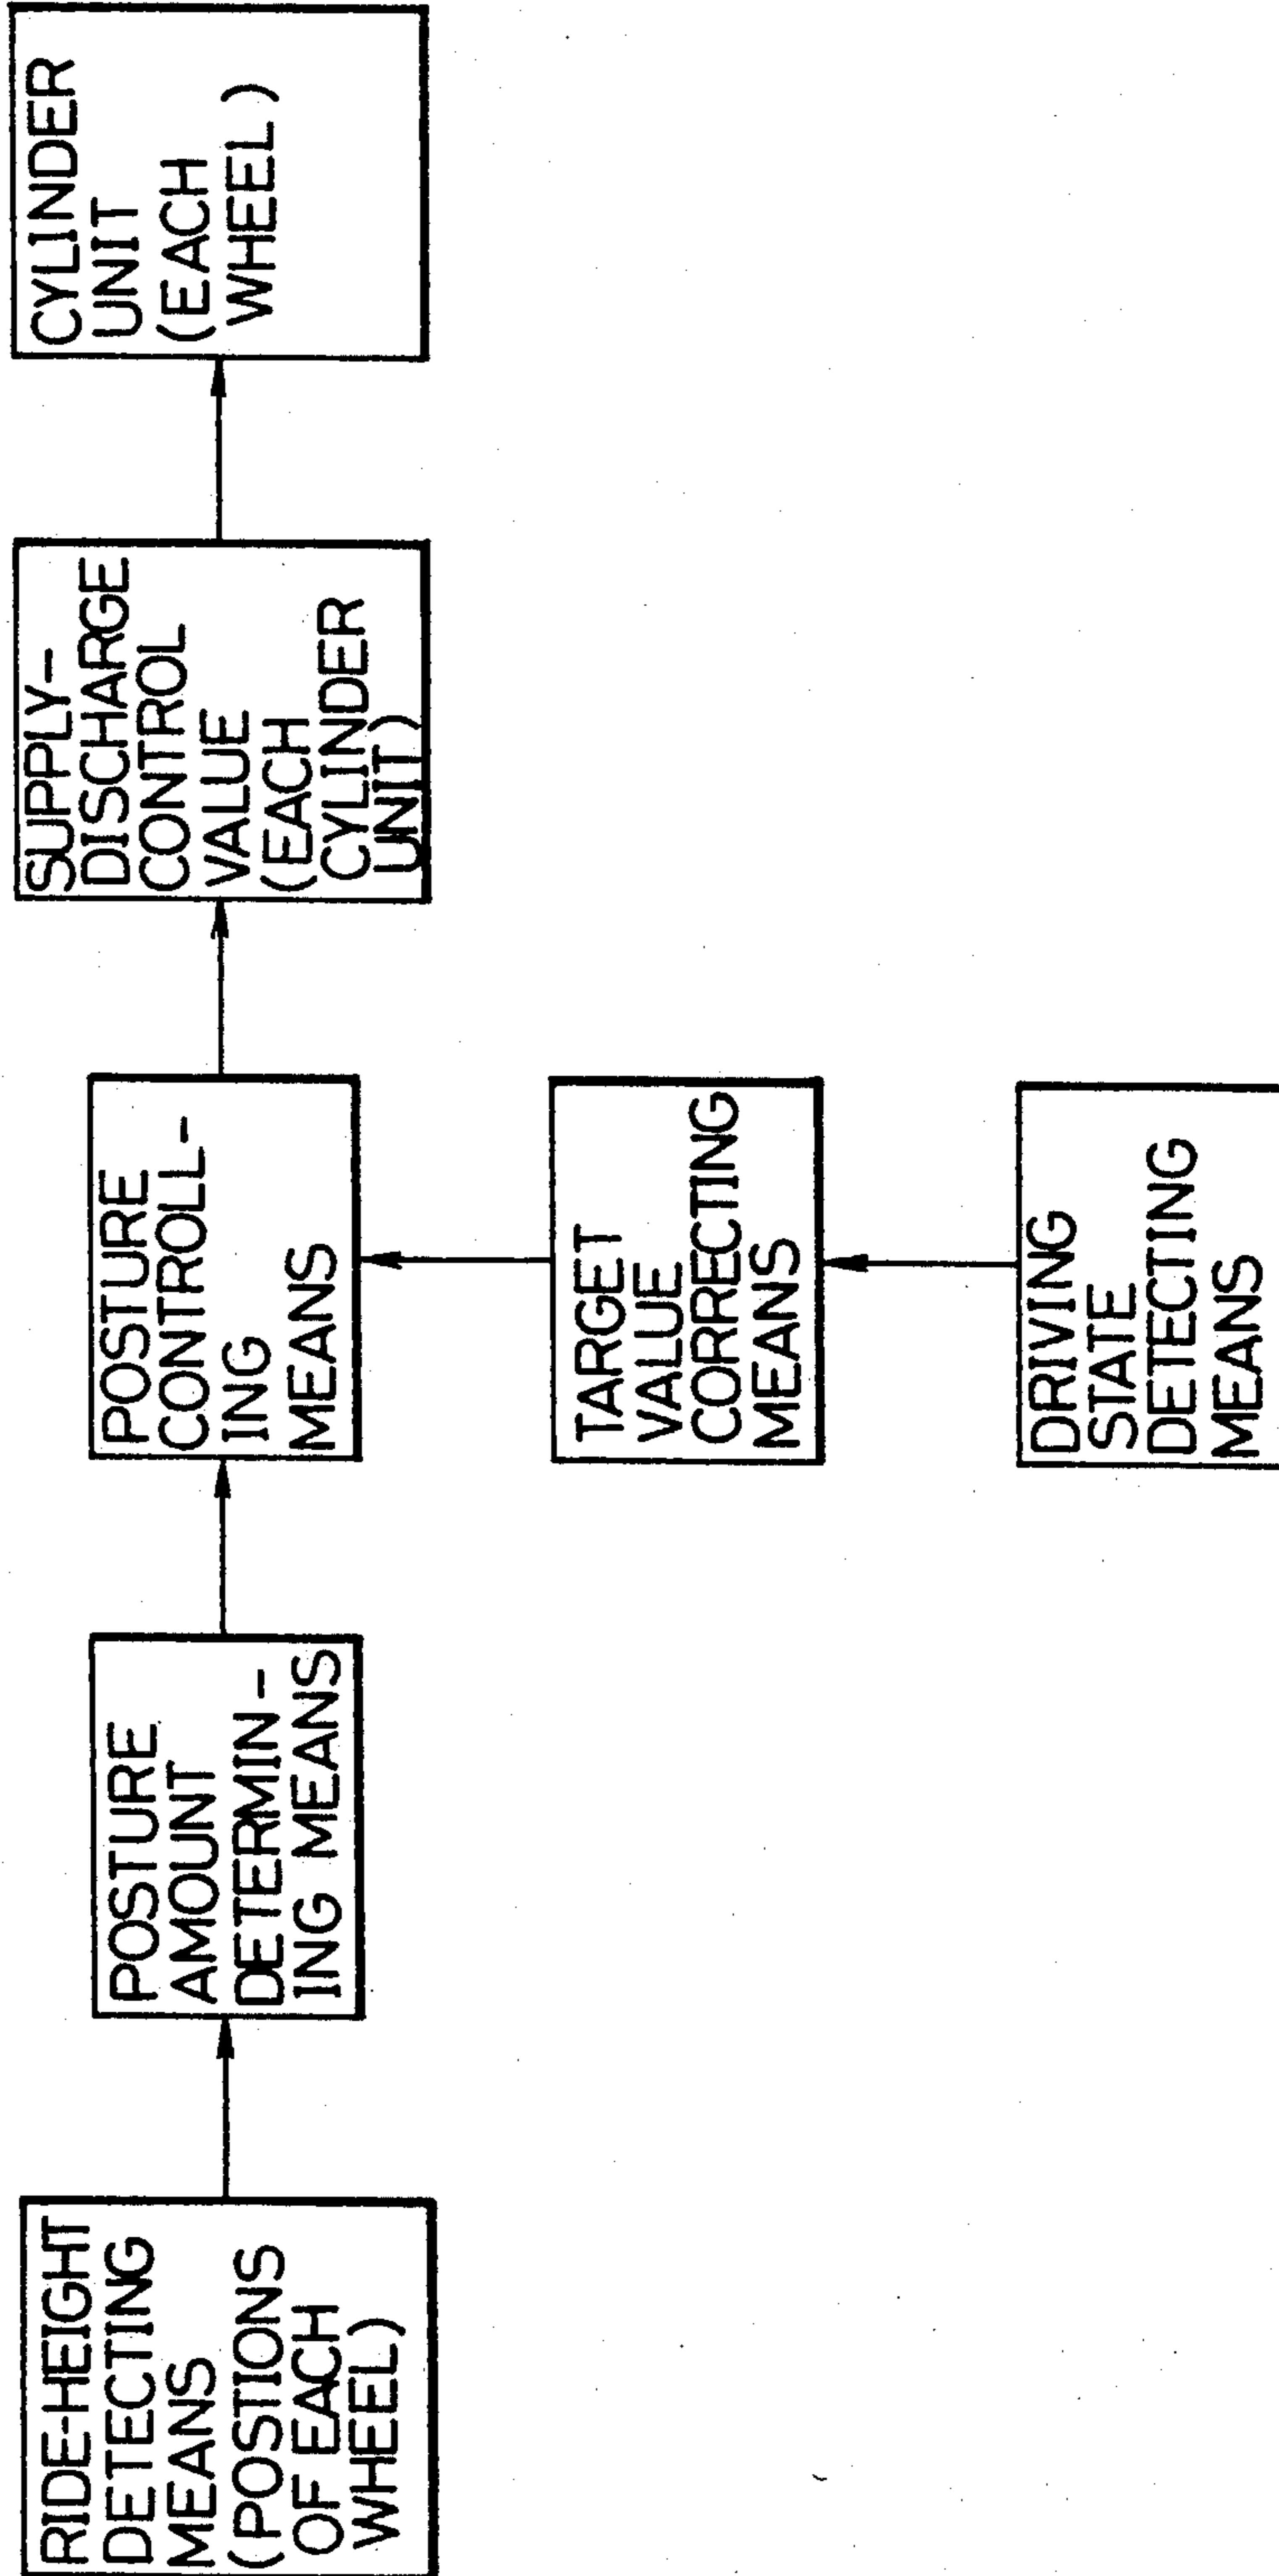 RIDE-HEIGHT
DETECTING
MEANS
(POSTIONS
OF EACH
WHEEL)
POSTURE
AMOUNT
DETERMIN-
ING MEANS
POSTURE
CONTROLL-
ING
MEANS
SUPPLY-
DISCHARGE
CONTROL
VALUE
(EACH
CYLINDER
UNIT)
CYLINDER
UNIT
(EACH
WHEEL)
TARGET
VALUE
CORRECTING
MEANS
DRIVING
STATE
DETECTING
MEANS